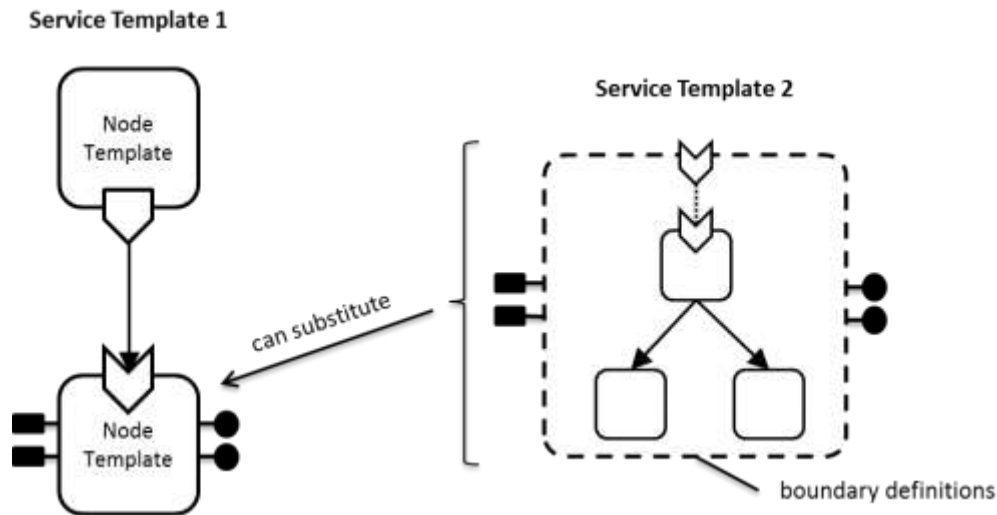 Service Template 1
Node
Template
Service Template 2
can substitute
Node
Template
boundary definitions